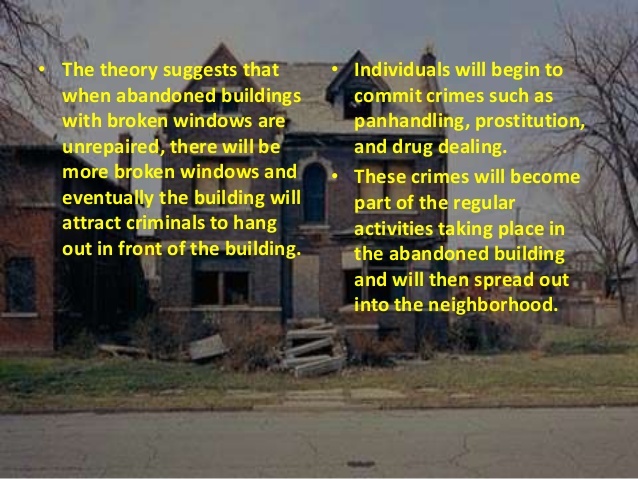 • The theory suggests that
when abandoned buildings
with broken windows are
unrepaired, there will be
more broken windows and
eventually the building will
attract criminals to hang
out in front of the building.
• Individuals will begin to
commit crimes such as
panhandling, prostitution,
and drug dealing.
• These crimes will become
part of the regular
activities taking place in
the abandoned building
and will then spread out
into the neighborhood.